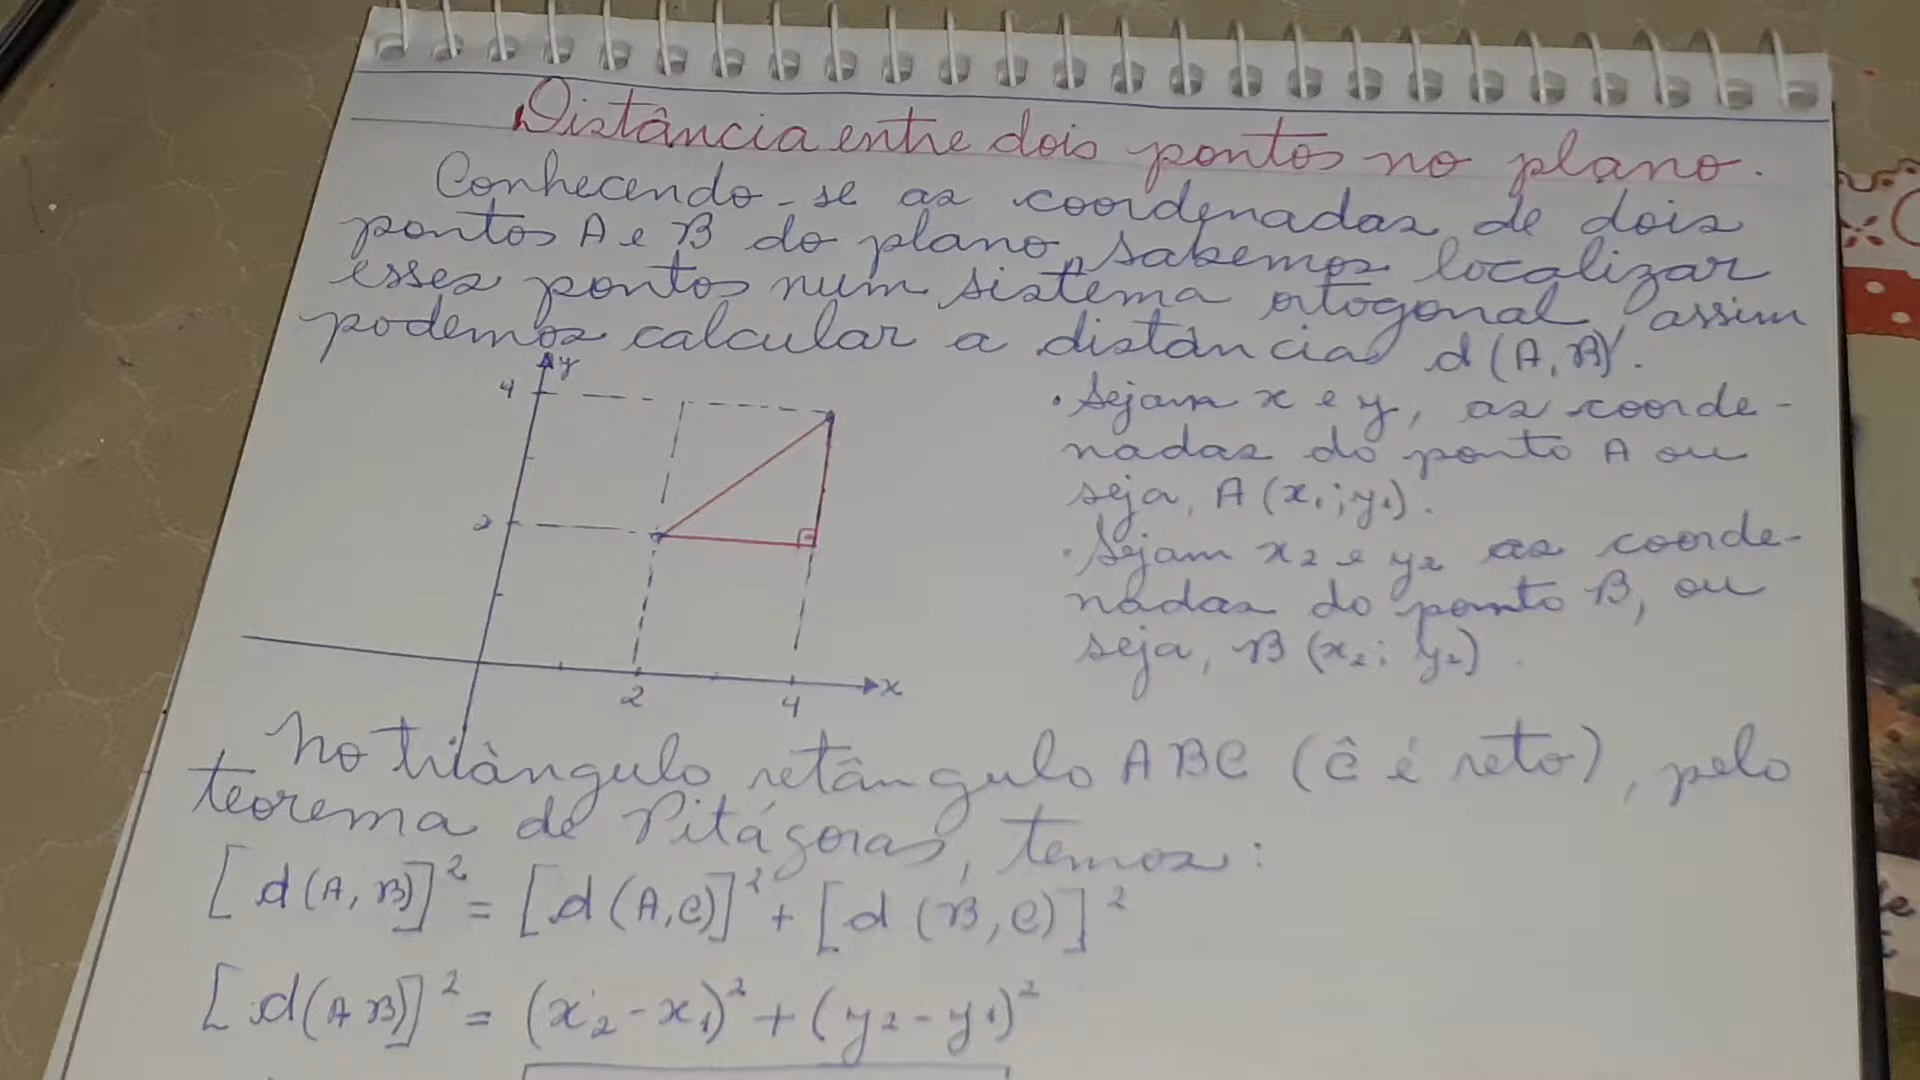 Distância entre dois pontos no plano.
Conhecendo-se as coordenadas de dois
pontos A e B do plano, sabemos localizar
esses pontos num sistema ortogonal, assim
podemos calcular a distância d(A,B).
y
4
2
2
4
x
• Sejam x e y, as coorde-
nadas do ponto A ou
seja, A(x₁;y₁).
• Sejam x₂ e y₂ as coorde-
nadas do ponto B, ou
seja, B(x₂; y₂)
No triângulo retângulo ABC (Ĉ é reto), pelo
teorema de Pitágoras, temos:
[d(A,B)]² = [d(A,C)]² + [d(B,C)]²
[d(AB)]² = (x₂-x₁)² + (y₂-y₁)²